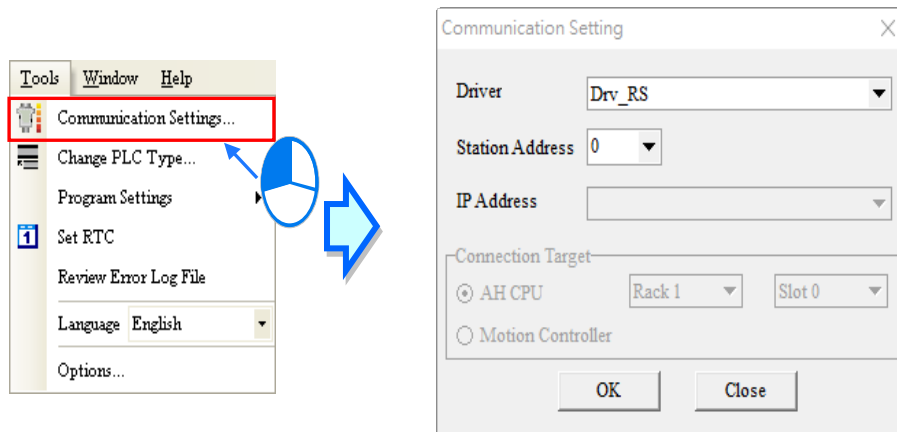 Tools Window Help
Communication Settings...
Change PLC Type...
Program Settings
1 Set RTC
Review Error Log File
Language English
Options...
Communication Setting
Driver Drv_RS
Station Address 0
IP Address
Connection Target
AH CPU Rack 1 Slot 0
Motion Controller
OK Close